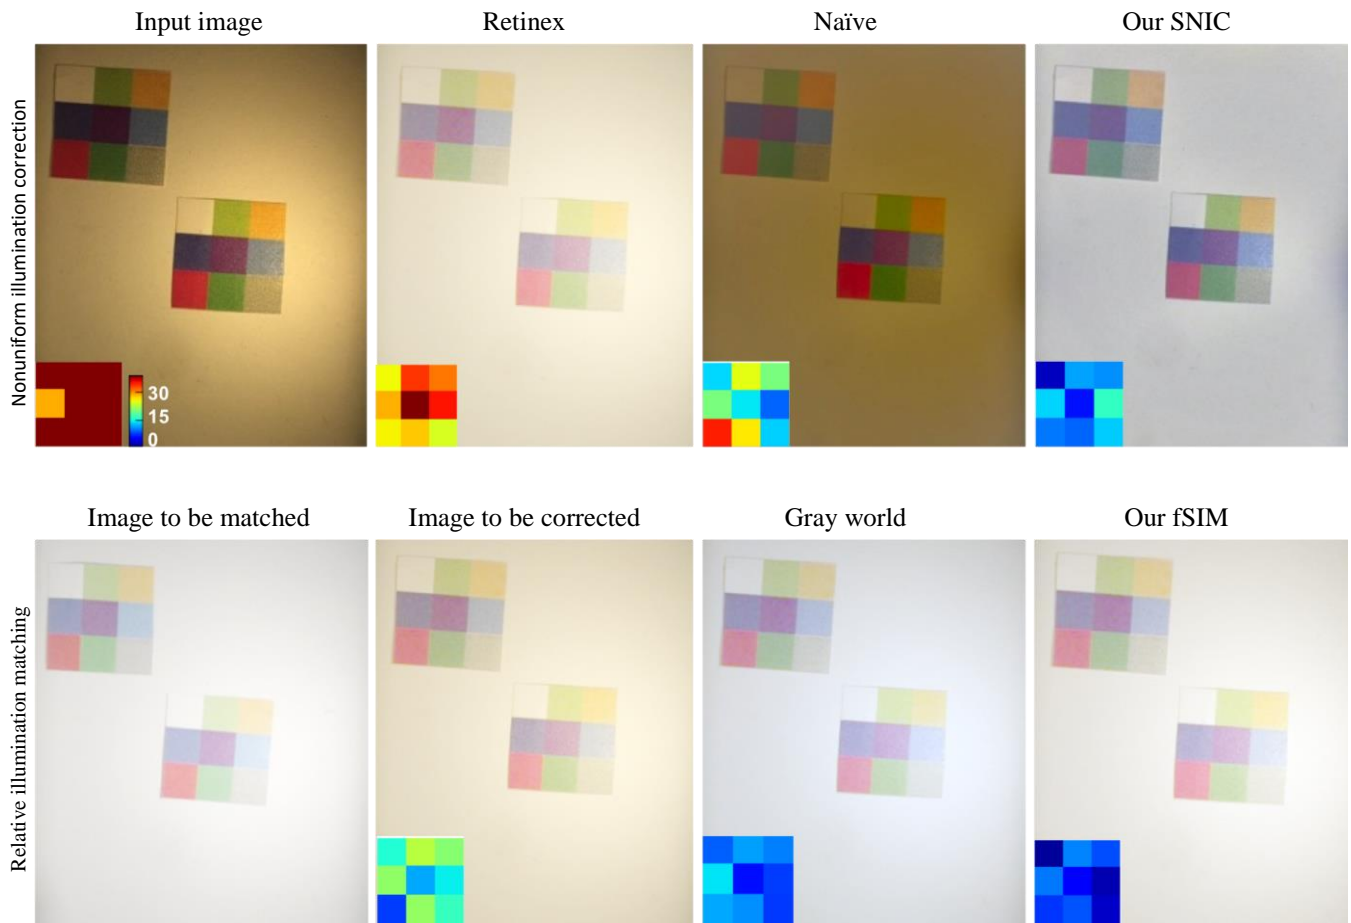 Input image
Retinex
Naïve
Our SNIC
Nonuniform illumination correction
30
15
0
Image to be matched
Image to be corrected
Gray world
Our fSIM
Relative illumination matching